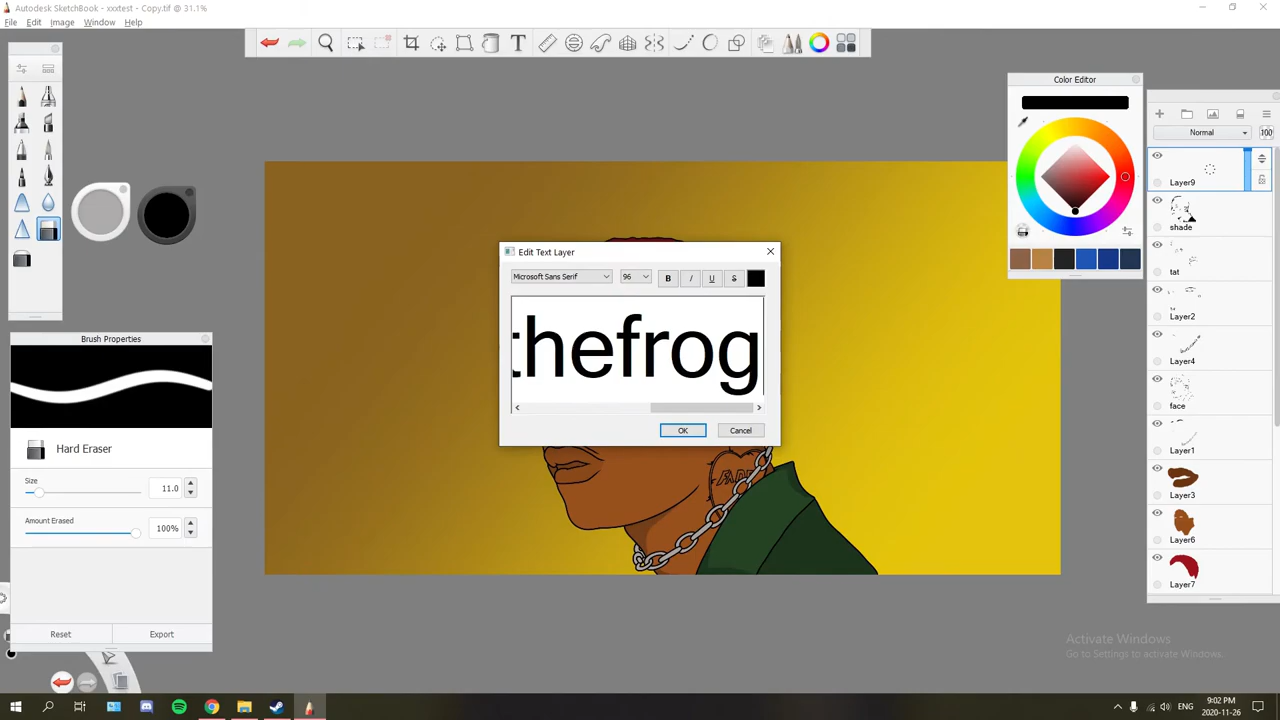 Autodesk SketchBook - xxxtest - Copy.tif @ 31.1%
File Edit Image Window Help
T
Color Editor
Normal
100
Layer9
shade
tat
Layer2
Layer4
face
Layer1
Layer3
Layer6
Layer7
Edit Text Layer
Microsoft Sans Serif 96 B I U S
thefrog
OK Cancel
Brush Properties
Hard Eraser
Size
11.0
Amount Erased
100%
Reset Export
Activate Windows
Go to Settings to activate Windows.
ENG
9:02 PM
2020-11-26